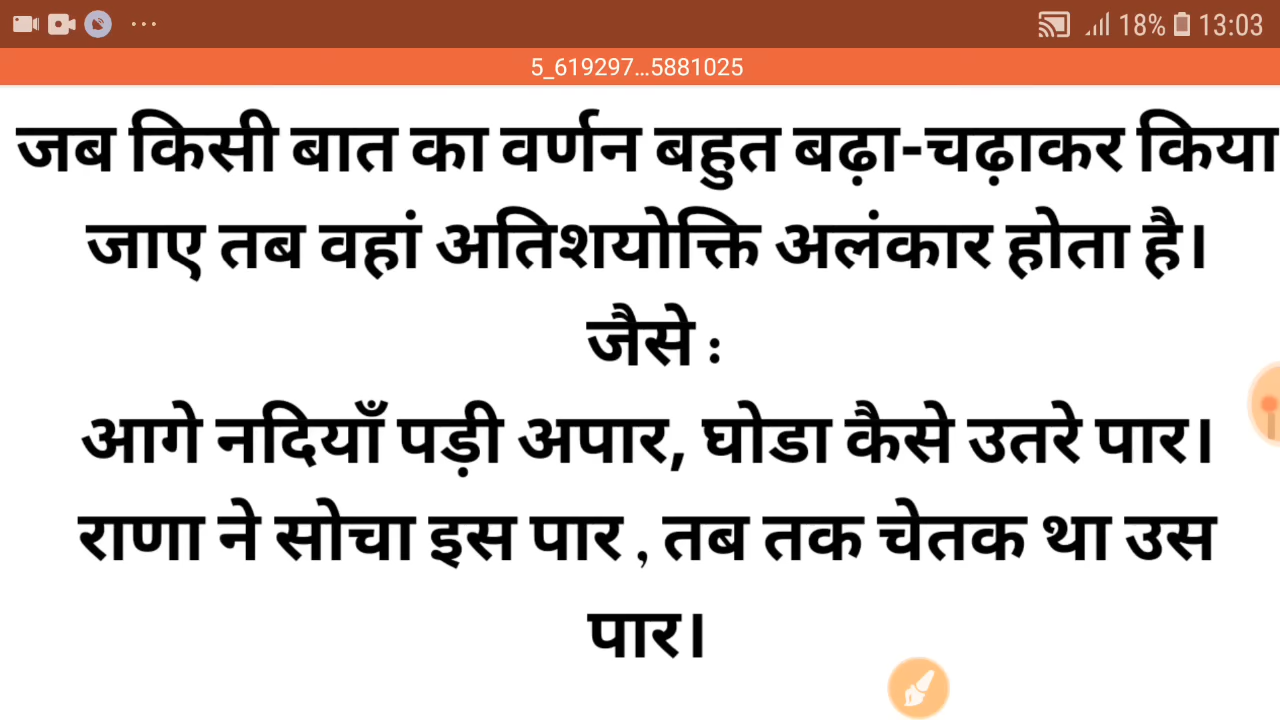 18% 13:03
5_619297...5881025
जब किसी बात का वर्णन बहुत बढ़ा-चढ़ाकर किया
जाए तब वहां अतिशयोक्ति अलंकार होता है।
जैसे :
आगे नदियाँ पड़ी अपार, घोडा कैसे उतरे पार।
राणा ने सोचा इस पार , तब तक चेतक था उस
पार।